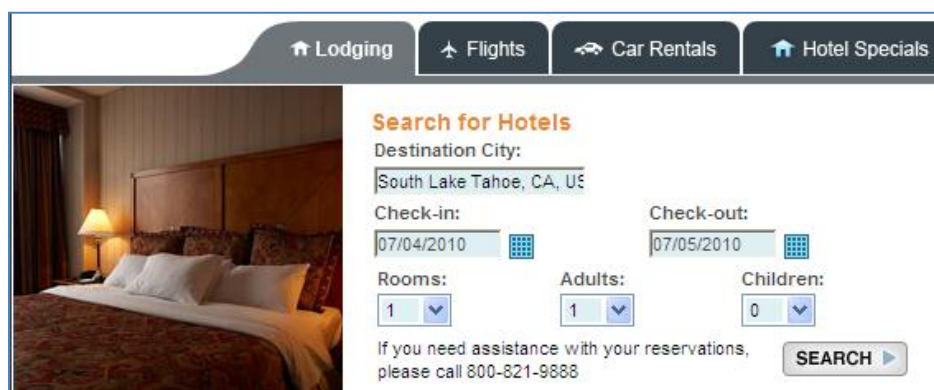 Lodging Flights Car Rentals Hotel Specials
Search for Hotels
Destination City:
South Lake Tahoe, CA, US
Check-in: Check-out:
07/04/2010 07/05/2010
Rooms: Adults: Children:
1 1 0
If you need assistance with your reservations,
please call 800-821-9888
SEARCH